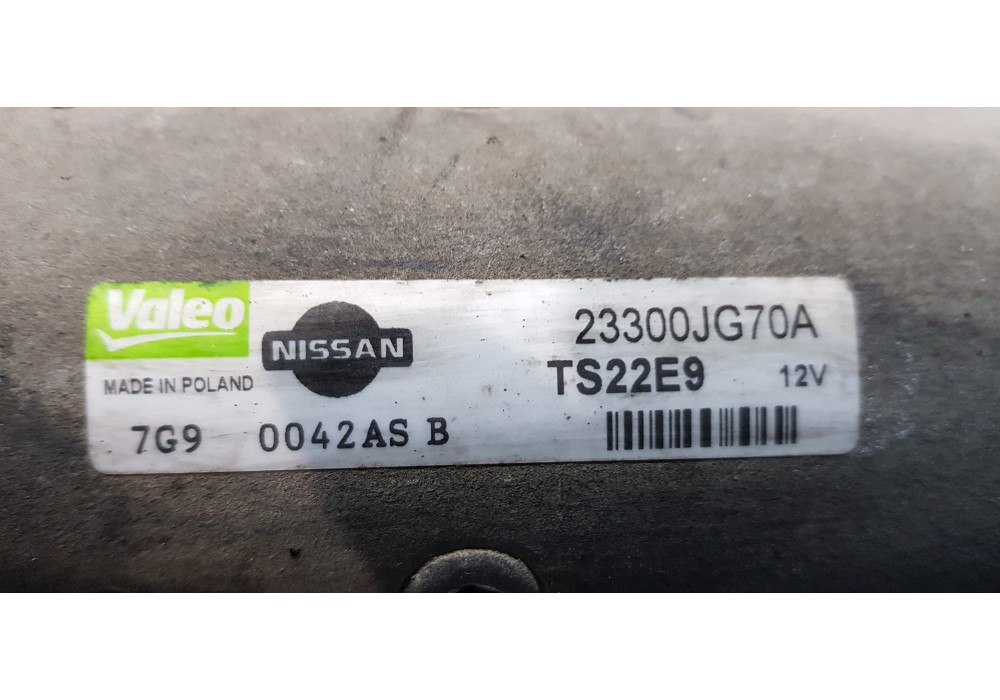 Valeo
NISSAN
23300JG70A
MADE IN POLAND
TS22E9 12V
7G9 0042AS B